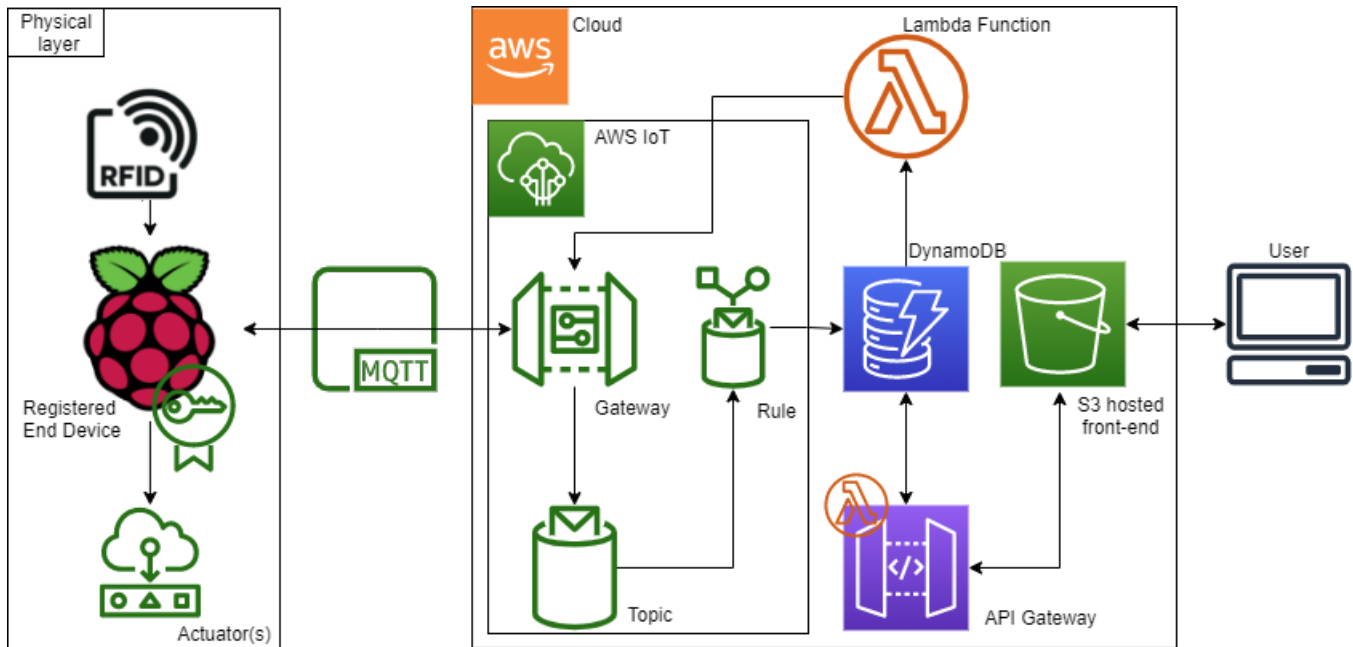 Physical
layer
RFID
Registered
End Device
Actuator(s)
MQTT
aws
Cloud
AWS IoT
Gateway
Topic
Rule
Lambda Function
DynamoDB
</>
API Gateway
S3 hosted
front-end
User